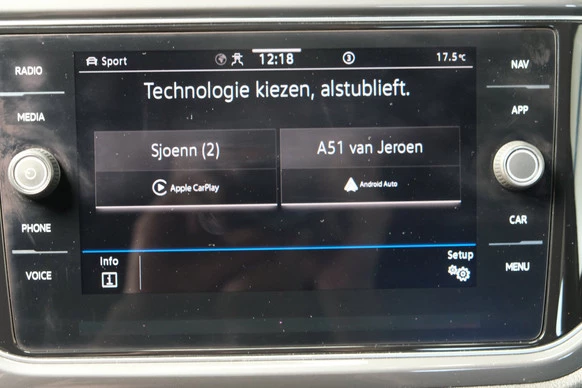 Sport
12:18
3
17.5°C
RADIO
NAV
Technologie kiezen, alstublieft.
MEDIA
APP
Sjoenn (2)
A51 van Jeroen
Apple CarPlay
Android Auto
PHONE
CAR
Info
Setup
VOICE
MENU